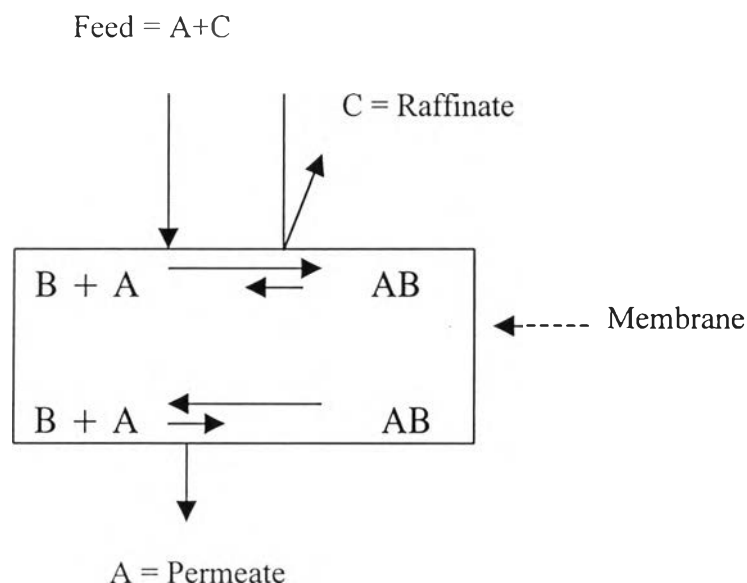 Feed = A+C
C = Raffinate
B + A AB
Membrane
B + A AB
A = Permeate